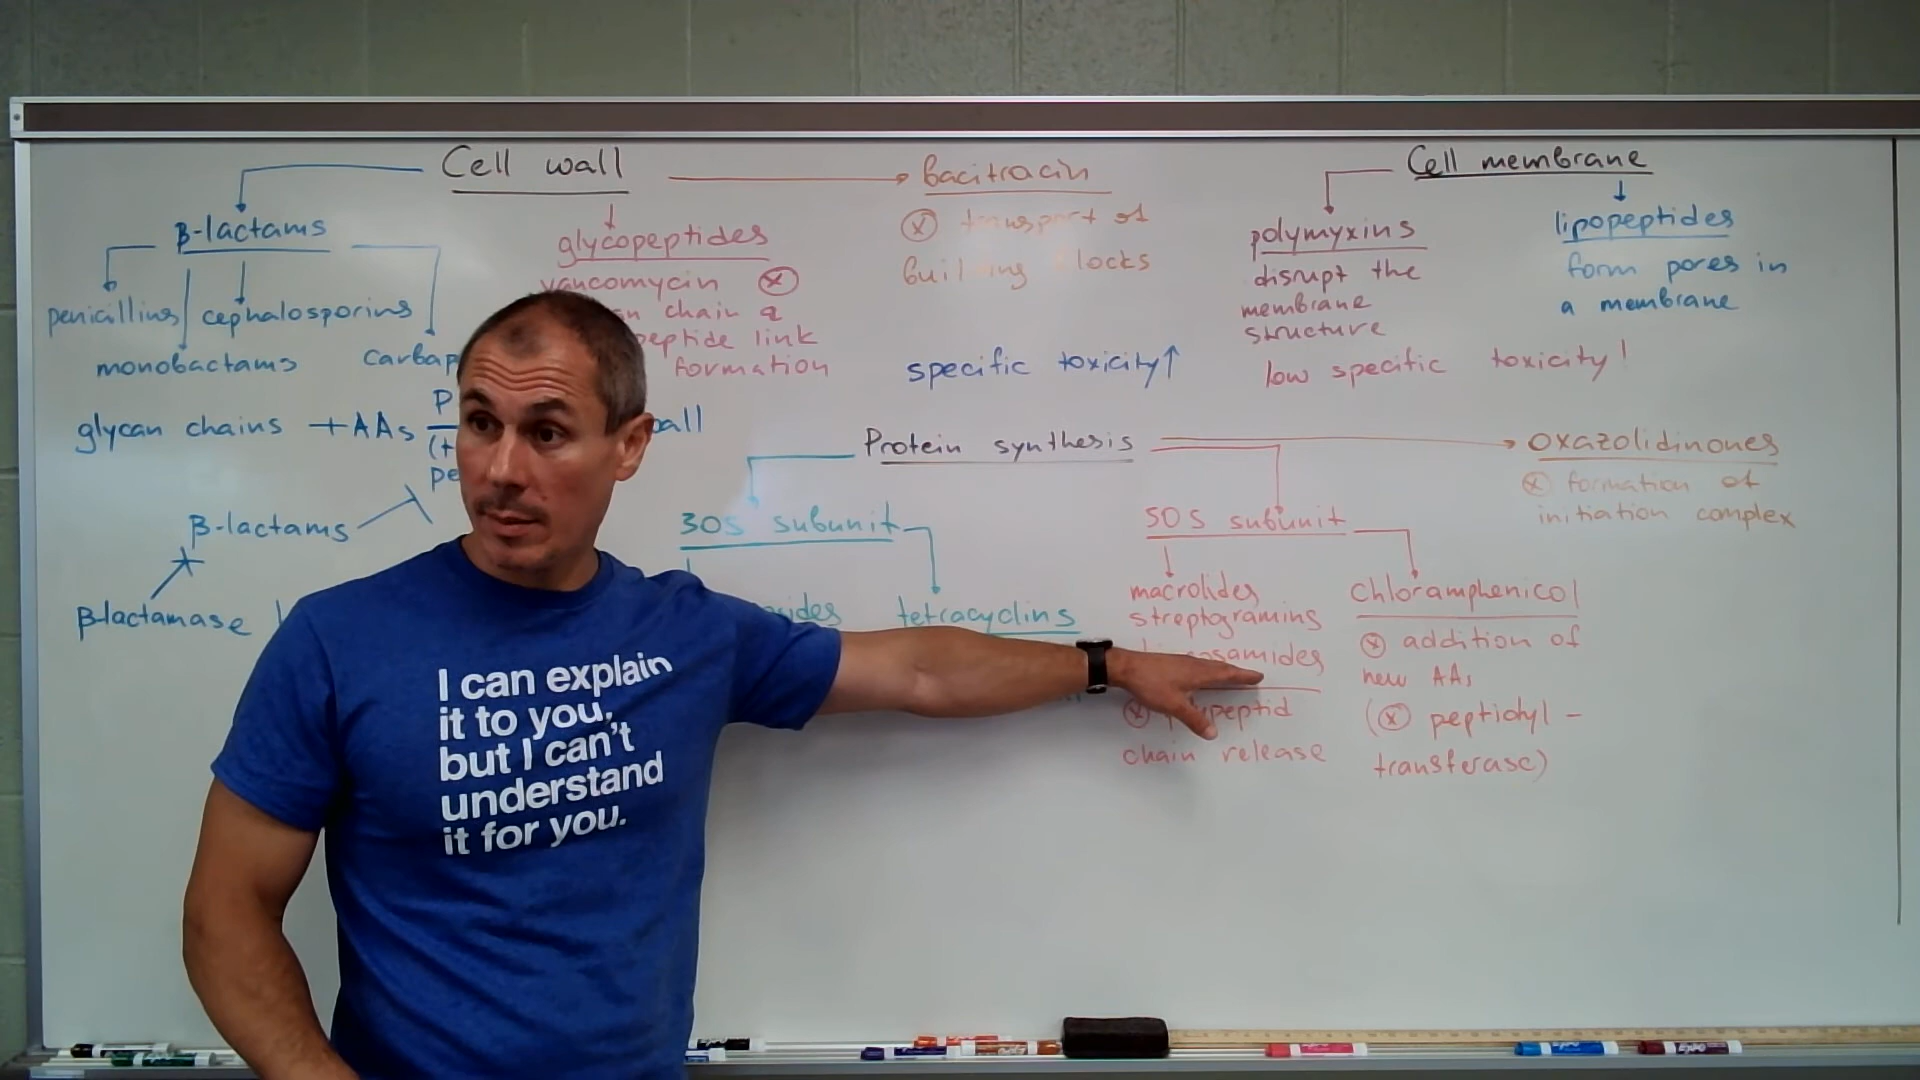 Cell wall
β-lactams
penicillins
cephalosporins
monobactams
glycan chains + AAs
β-lactams
β-lactamase
glycopeptides
vancomycin ⓧ
chain &
peptide link
formation
Bacitracin
ⓧ transport of
building blocks
specific toxicity↑
Cell membrane
polymyxins
disrupt the
membrane
structure
low specific toxicity!
lipopeptides
form pores in
a membrane
Protein synthesis
30S subunit
tetracyclins
50S subunit
macrolides
streptogramins
chain release
chloramphenicol
ⓧ addition of
new AAs
(ⓧ peptidyl-
transferase)
oxazolidinones
ⓧ formation of
initiation complex
I can explain
it to you,
but I can't
understand
it for you.